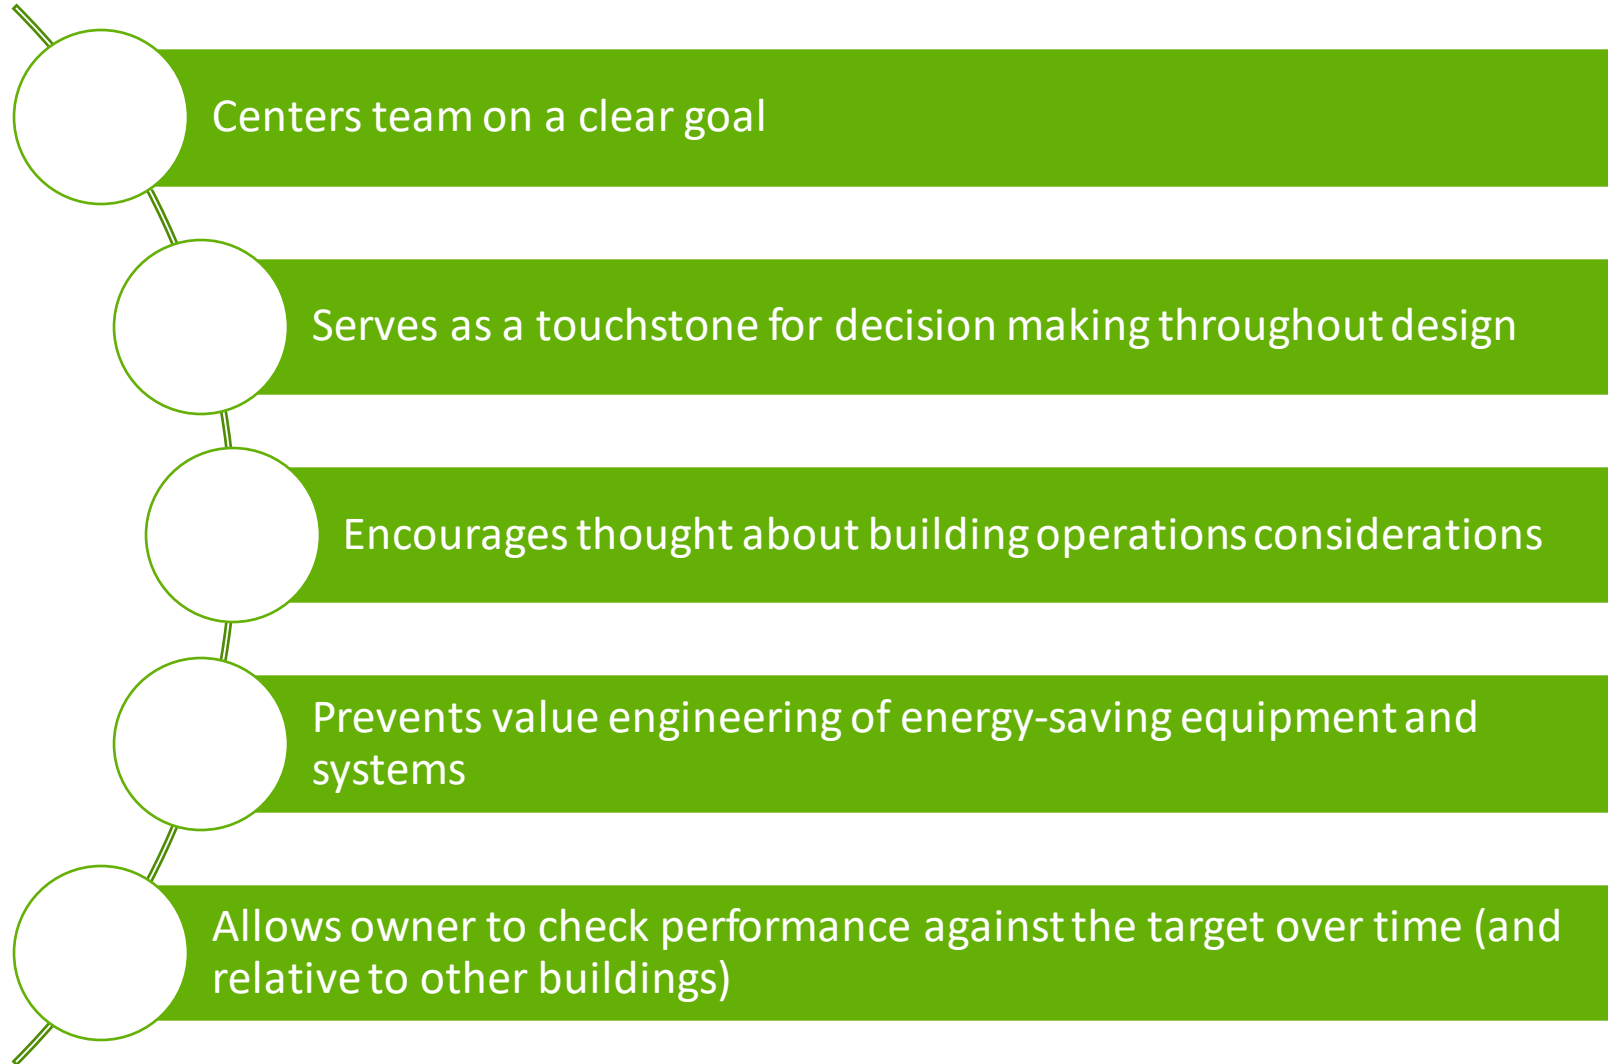 Centers team on a clear goal
Serves as a touchstone for decision making throughout design
Encourages thought about building operations considerations
Prevents value engineering of energy-saving equipment and
systems
Allows owner to check performance against the target over time (and
relative to other buildings)